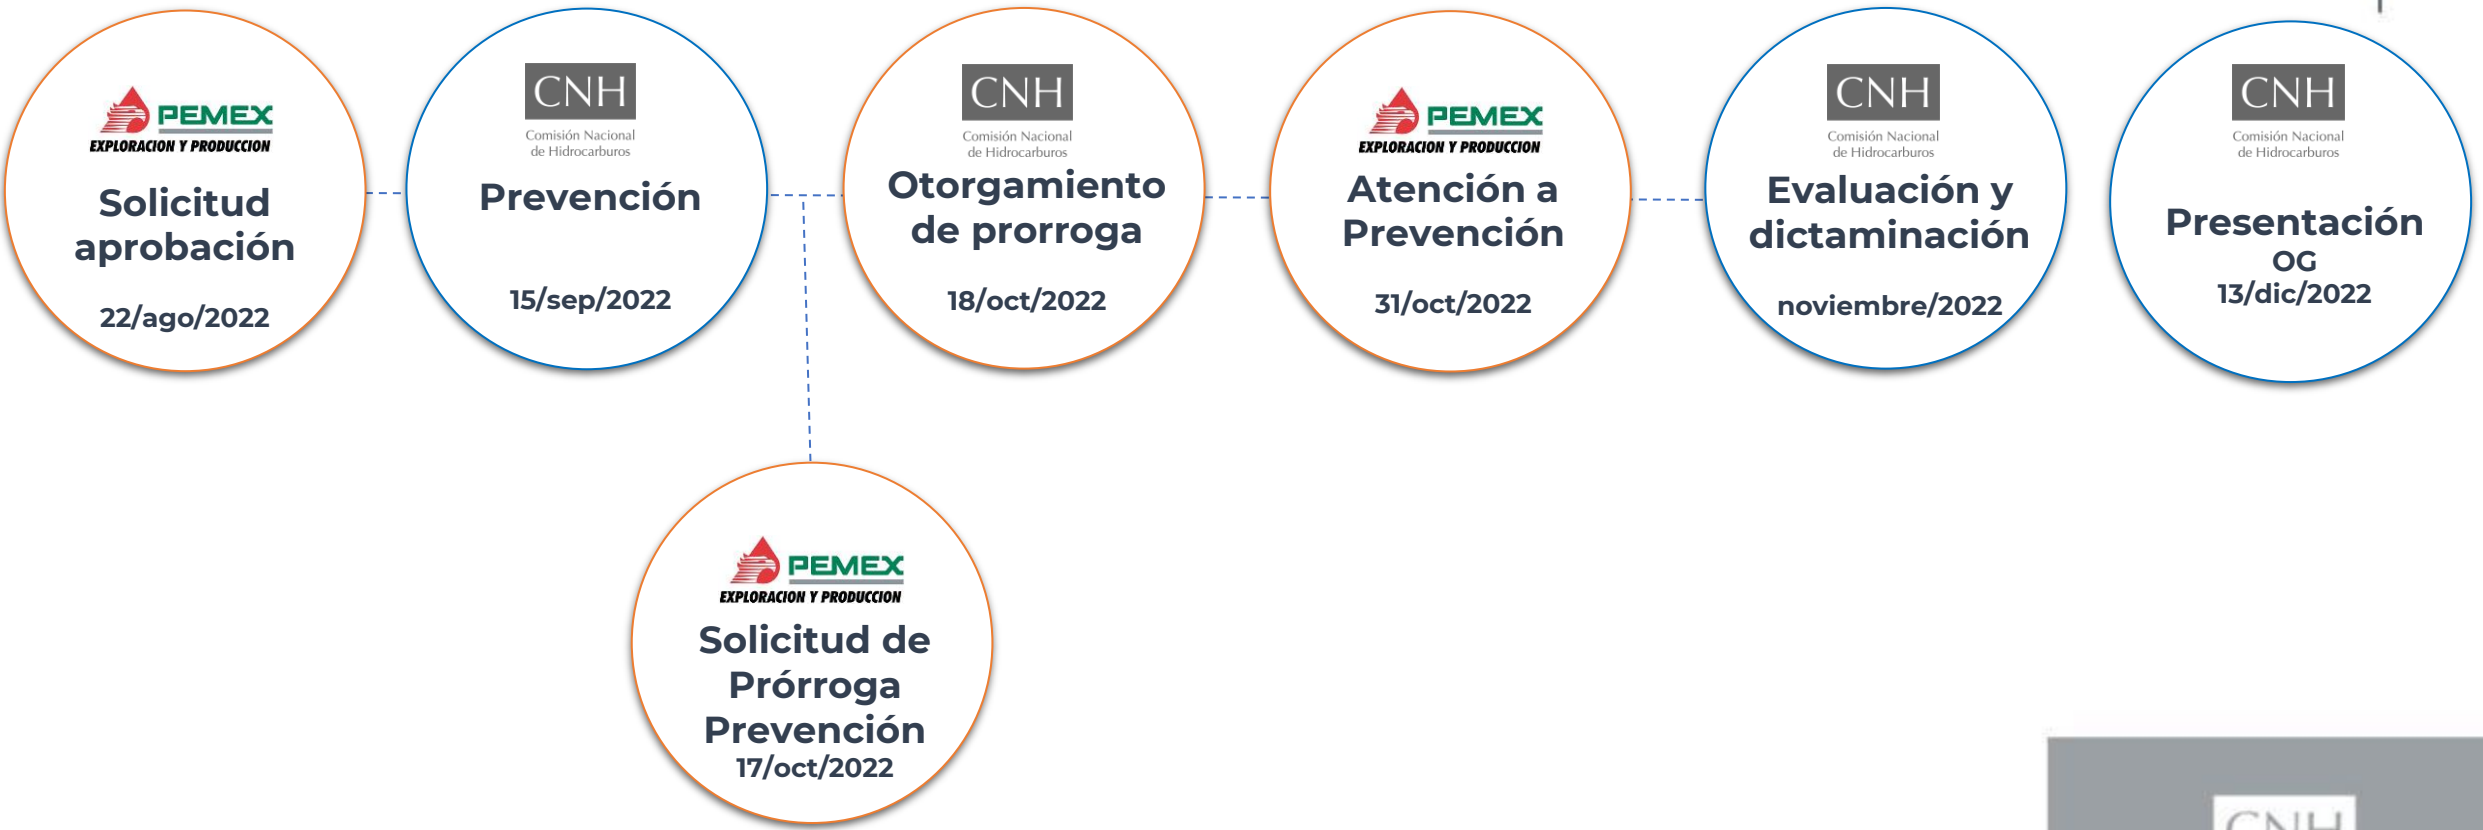 PEMEX
EXPLORACION Y PRODUCCION
Solicitud
aprobación
22/ago/2022
CNH
Comisión Nacional
de Hidrocarburos
Prevención
15/sep/2022
CNH
Comisión Nacional
de Hidrocarburos
Otorgamiento
de prorroga
18/oct/2022
PEMEX
EXPLORACION Y PRODUCCION
Atención a
Prevención
31/oct/2022
CNH
Comisión Nacional
de Hidrocarburos
Evaluación y
dictaminación
noviembre/2022
CNH
Comisión Nacional
de Hidrocarburos
Presentación
OG
13/dic/2022
PEMEX
EXPLORACION Y PRODUCCION
Solicitud de
Prórroga
Prevención
17/oct/2022
CNH